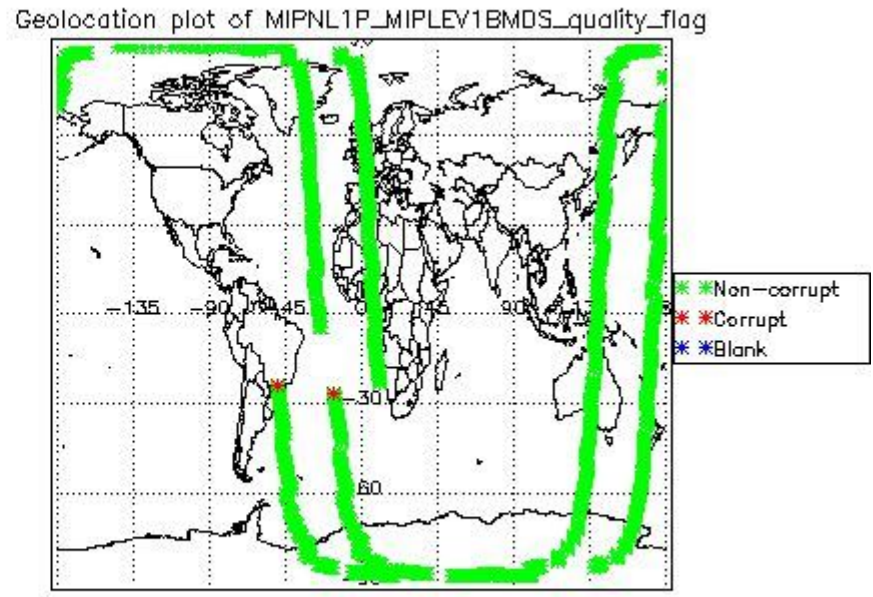 Geolocation plot of MIPNL1P_MIPLEV1BMDS_quality_flag
Non-corrupt
-135 -90 -45 0 45 90
Corrupt
Blank
-30
-60